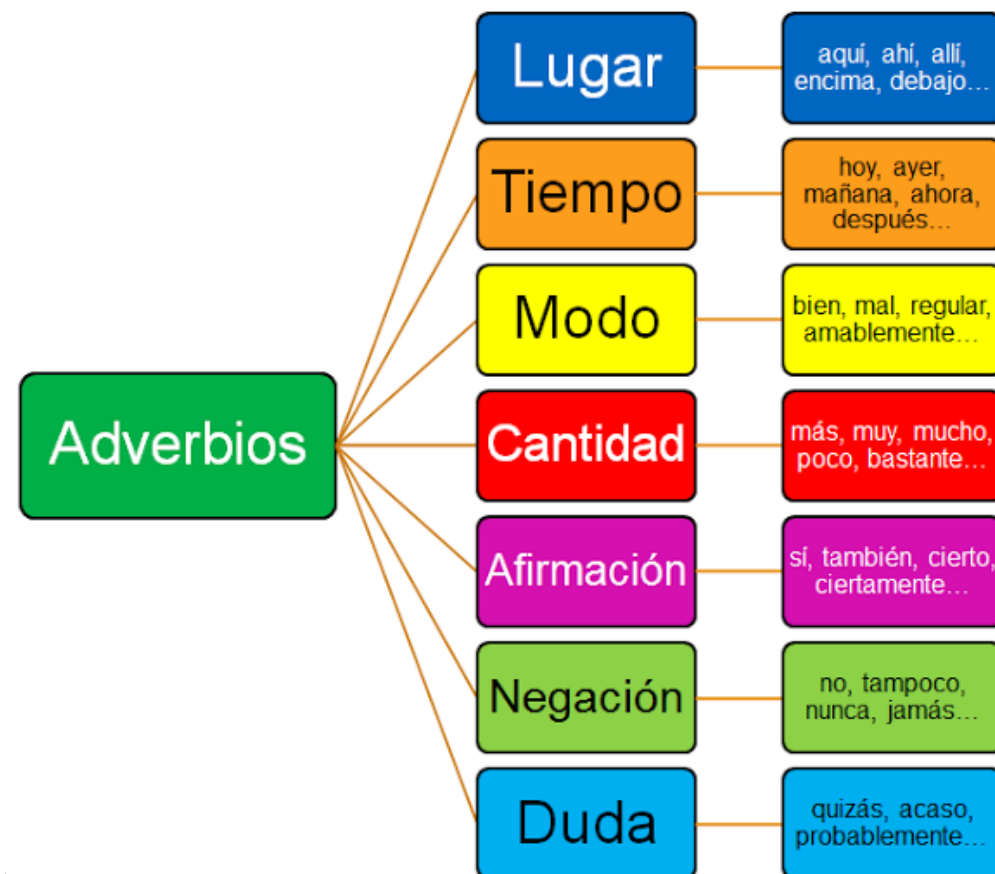 Adverbios
Lugar
aquí, ahí, allí,
encima, debajo...
Tiempo
hoy, ayer,
mañana, ahora,
después...
Modo
bien, mal, regular,
amablemente...
Cantidad
más, muy, mucho,
poco, bastante...
Afirmación
sí, también, cierto,
ciertamente...
Negación
no, tampoco,
nunca, jamás...
Duda
quizás, acaso,
probablemente...